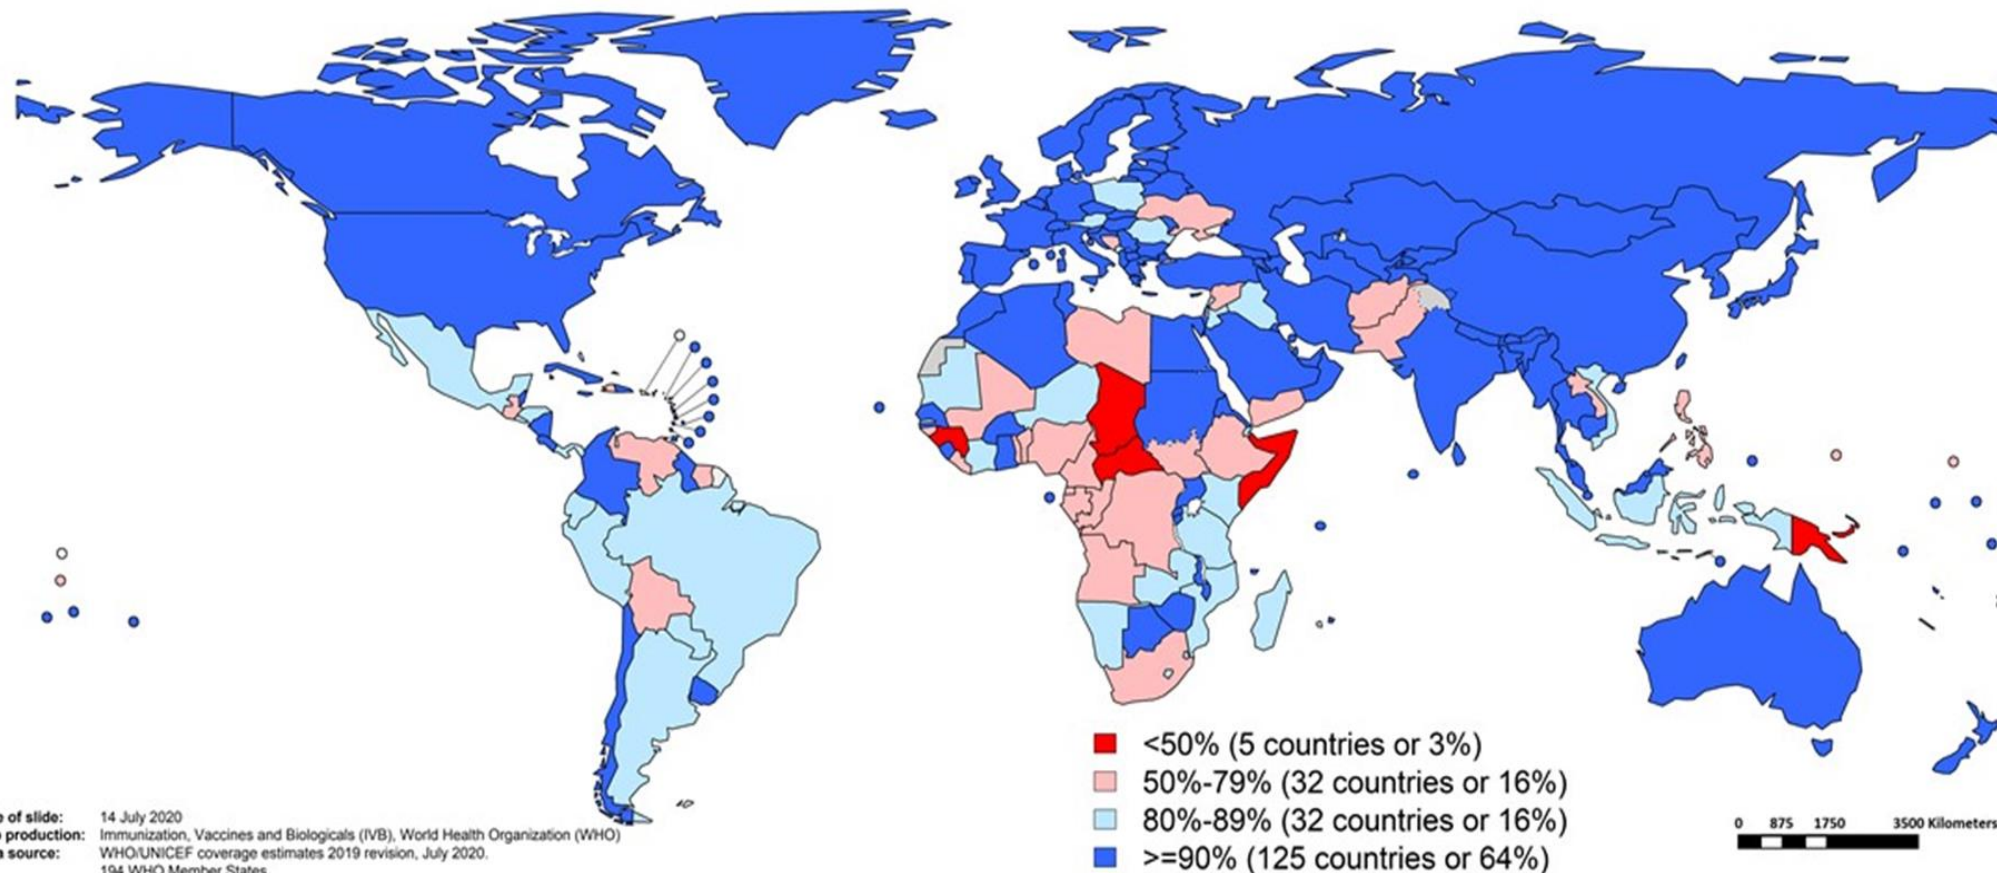 <50% (5 countries or 3%)
50%-79% (32 countries or 16%)
80%-89% (32 countries or 16%)
>=90% (125 countries or 64%)
0 875 1750 3500 Kilometers
e of slide: 14 July 2020
production: Immunization, Vaccines and Biologicals (IVB), World Health Organization (WHO)
a source: WHO/UNICEF coverage estimates 2019 revision, July 2020.
194 WHO Member States